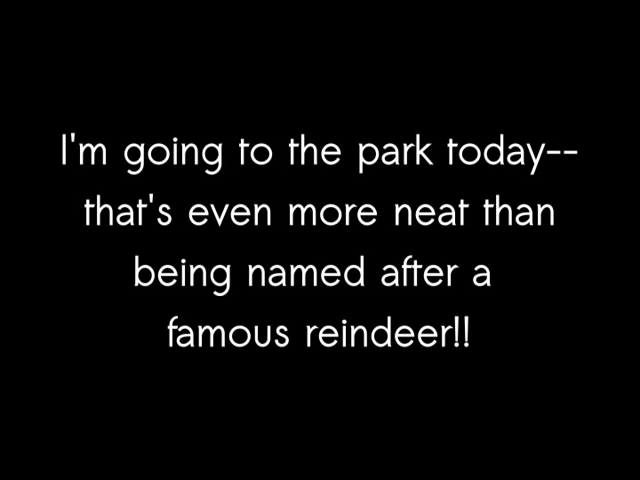 I'm going to the park today--
that's even more neat than
being named after a
famous reindeer!!